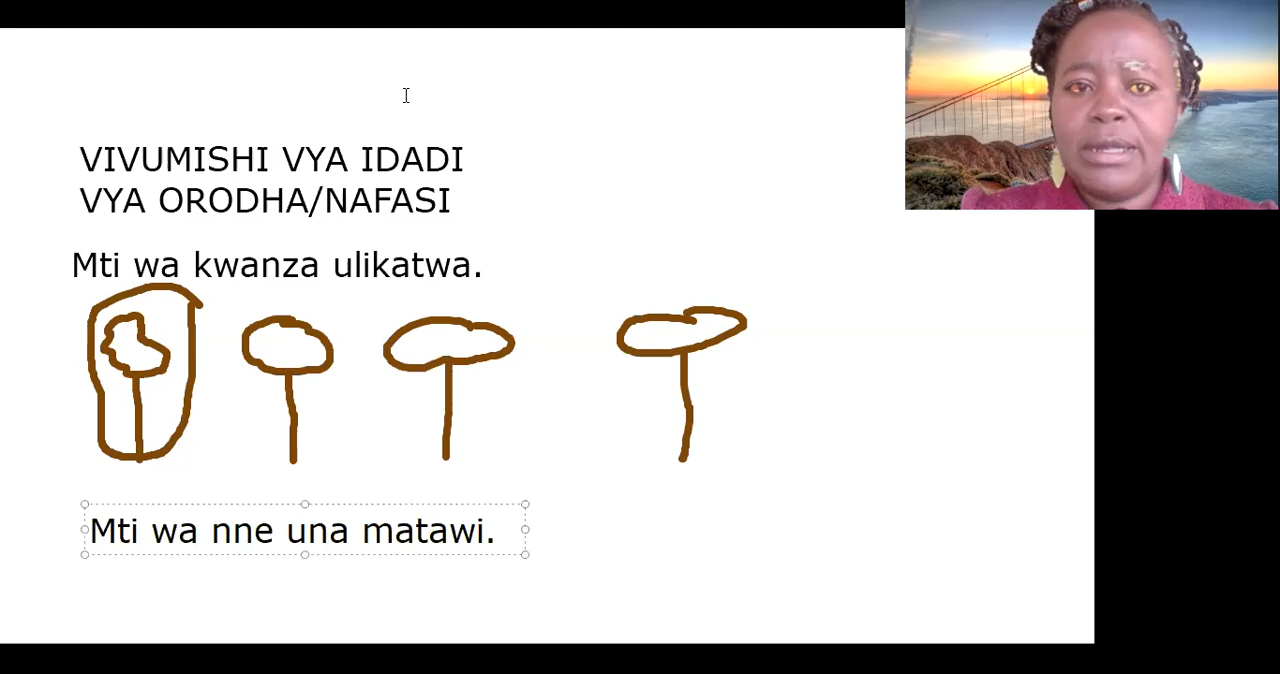 VIVUMISHI VYA IDADI
VYA ORODHA/NAFASI
Mti wa kwanza ulikatwa.
Mti wa nne una matawi.